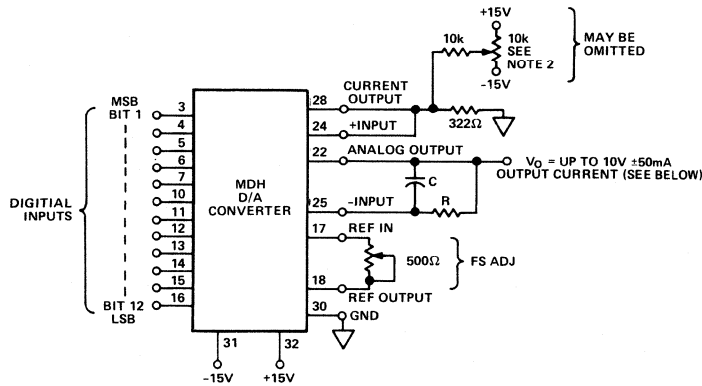 +15V
10k
10k
SEE
NOTE 2
-15V
MAY BE
OMITTED
MSB
BIT 1
3
4
5
6
7
10
11
12
13
14
15
16
BIT 12
LSB
DIGITIAL
INPUTS
MDH
D/A
CONVERTER
28
CURRENT
OUTPUT
24
+INPUT
322Ω
22
ANALOG OUTPUT
VO = UP TO 10V ±50mA
OUTPUT CURRENT (SEE BELOW)
C
R
25
-INPUT
17
REF IN
500Ω
FS ADJ
18
REF OUTPUT
30
GND
31
32
-15V
+15V